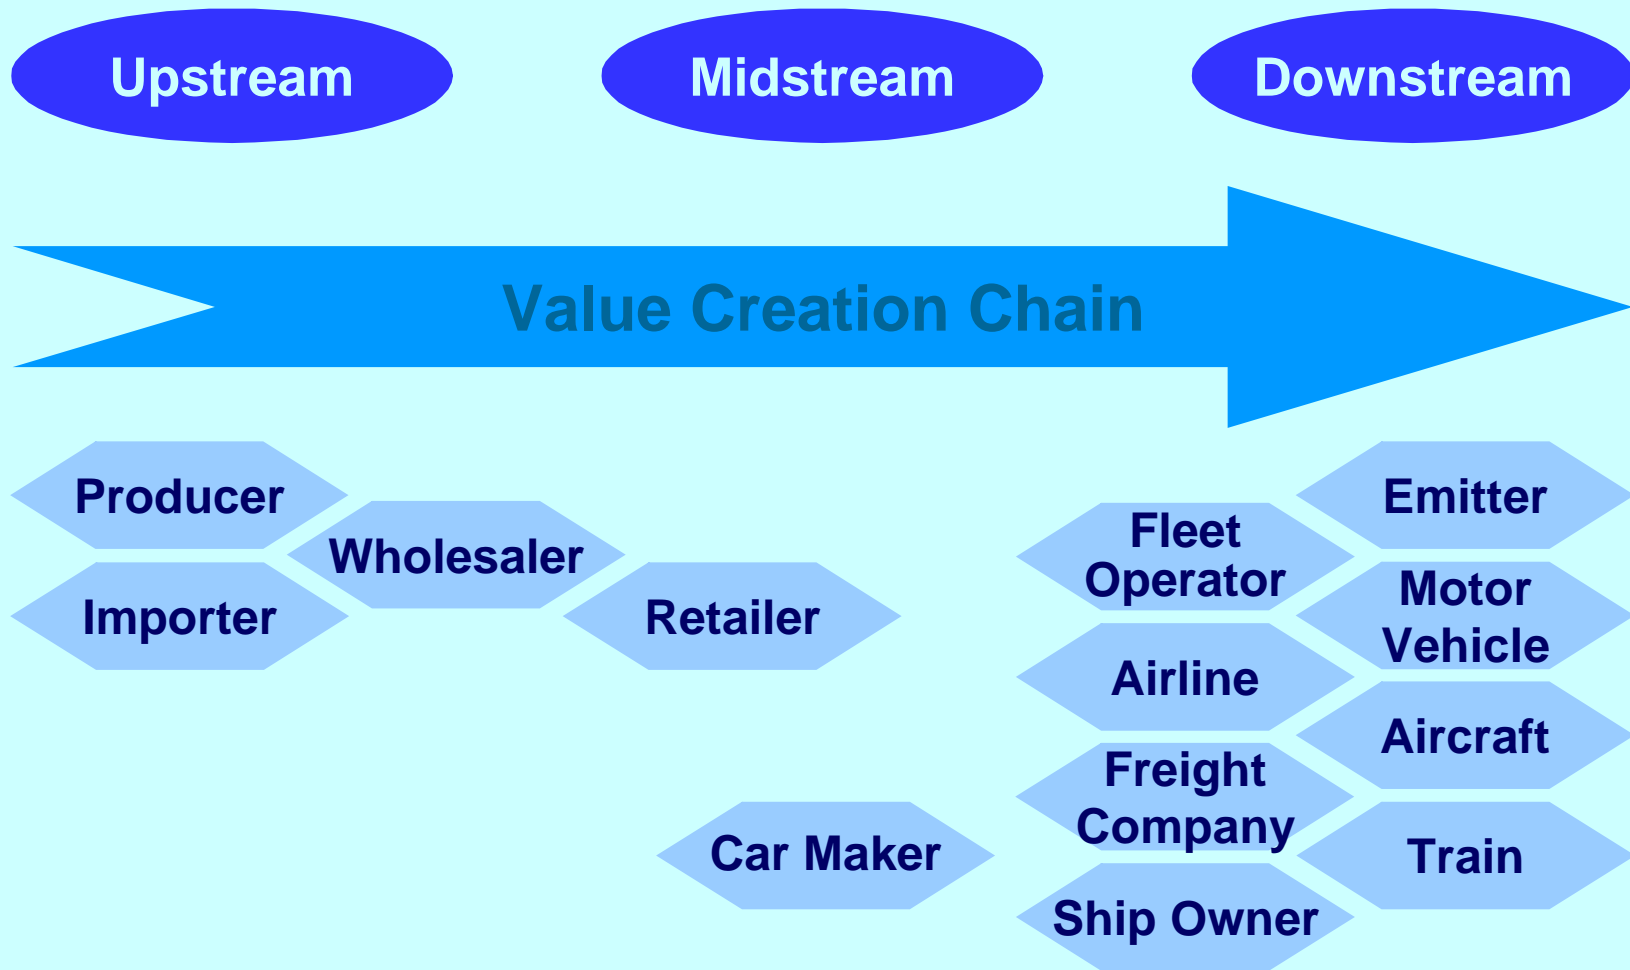 Upstream
Midstream
Downstream
Value Creation Chain
Producer
Importer
Wholesaler
Retailer
Car Maker
Fleet
Operator
Airline
Freight
Company
Ship Owner
Emitter
Motor
Vehicle
Aircraft
Train